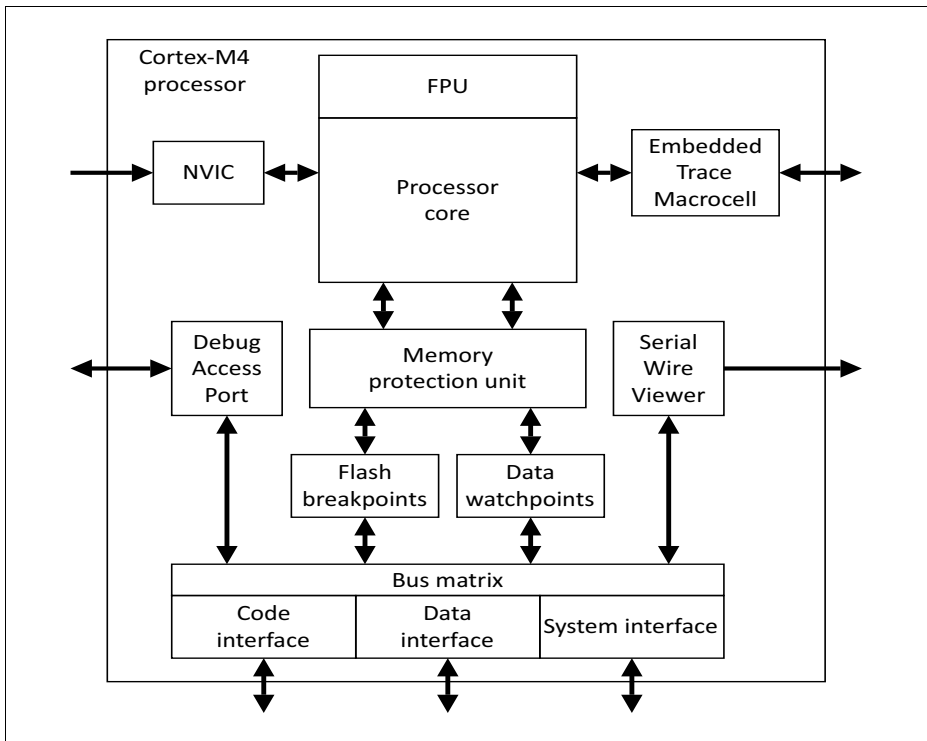 Cortex-M4
processor
FPU
NVIC
Processor
core
Embedded
Trace
Macrocell
Debug
Access
Port
Memory
protection unit
Serial
Wire
Viewer
Flash
breakpoints
Data
watchpoints
Bus matrix
Code
interface
Data
interface
System interface